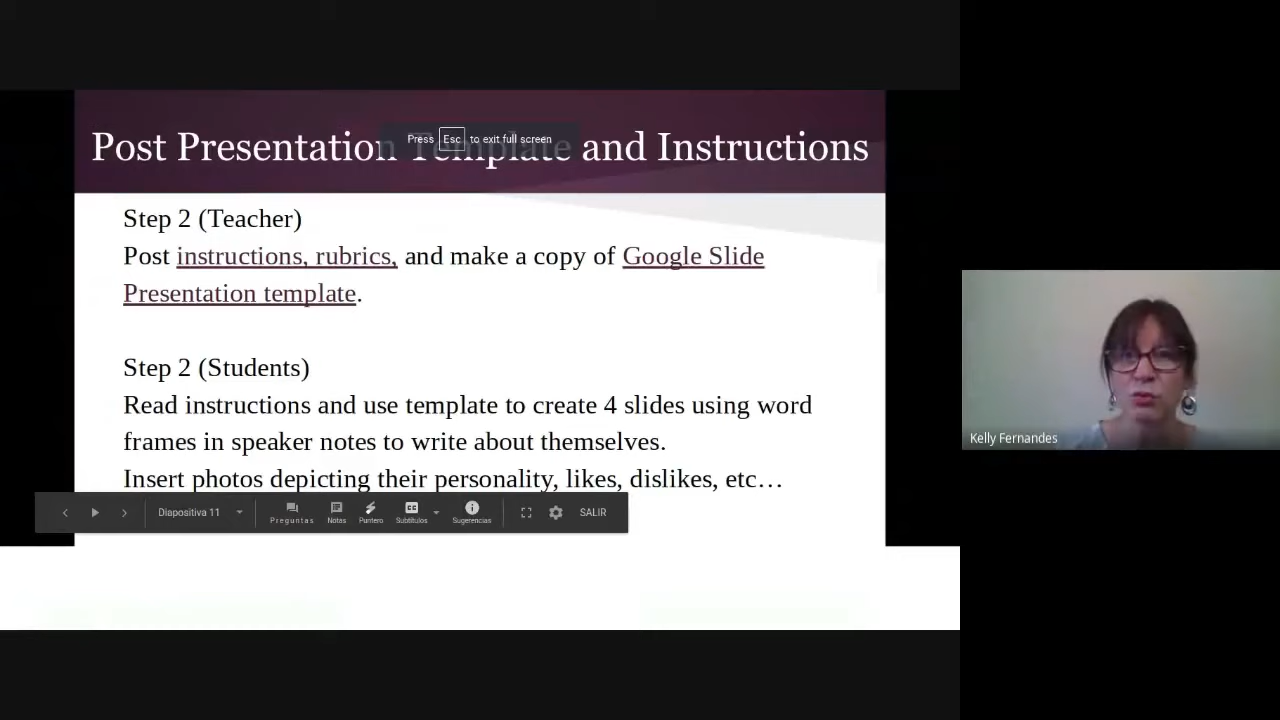 Post Presentation Template and Instructions
Press Esc to exit full screen
Step 2 (Teacher)
Post instructions, rubrics, and make a copy of Google Slide
Presentation template.
Step 2 (Students)
Read instructions and use template to create 4 slides using word
frames in speaker notes to write about themselves.
Insert photos depicting their personality, likes, dislikes, etc…
Diapositiva 11
Preguntas
Notas
Puntero
Subtítulos
Sugerencias
SALIR
Kelly Fernandes